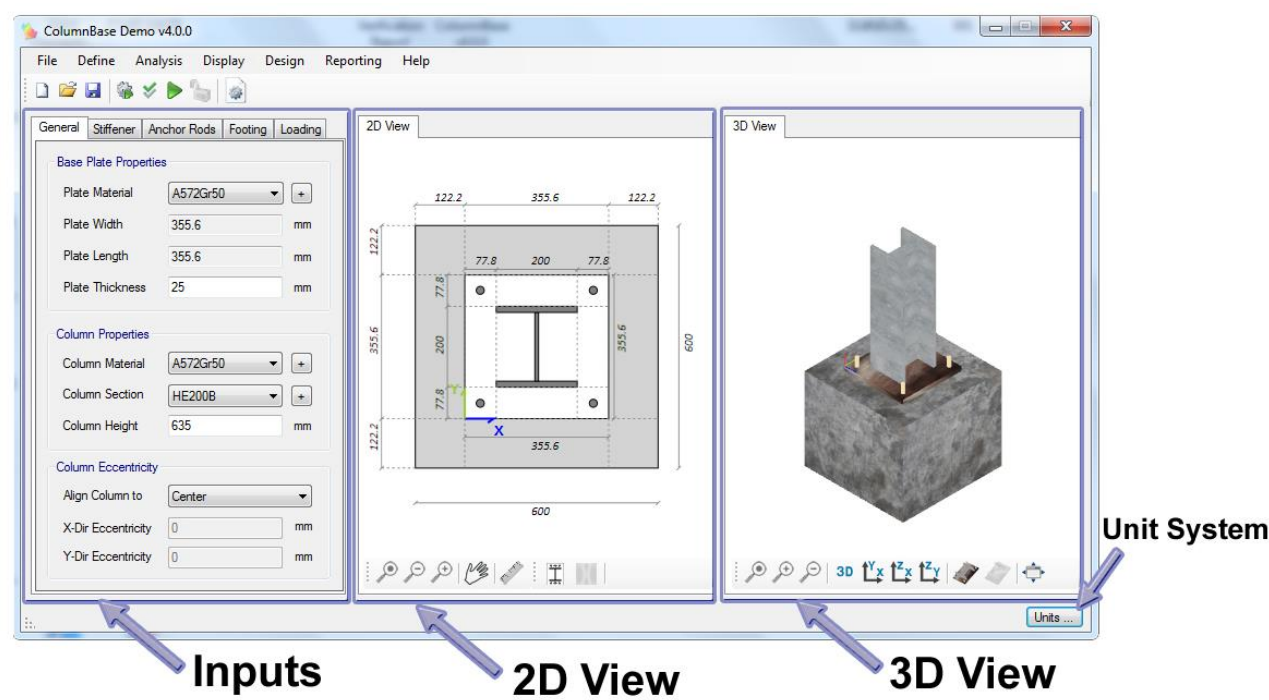 ColumnBase Demo v4.0.0
File Define Analysis Display Design Reporting Help
General Stiffener Anchor Rods Footing Loading
Base Plate Properties
Plate Material A572Gr50 +
Plate Width 355.6 mm
Plate Length 355.6 mm
Plate Thickness 25 mm
Column Properties
Column Material A572Gr50 +
Column Section HE200B +
Column Height 635 mm
Column Eccentricity
Align Column to Center
X-Dir Eccentricity 0 mm
Y-Dir Eccentricity 0 mm
2D View
122.2 355.6 122.2
122.2
77.8 200 77.8
77.8
355.6
200
355.6
600
77.8
Y
X
122.2
355.6
600
3D View
3D Y X Z X Z Y
Units ...
Unit System
Inputs
2D View
3D View